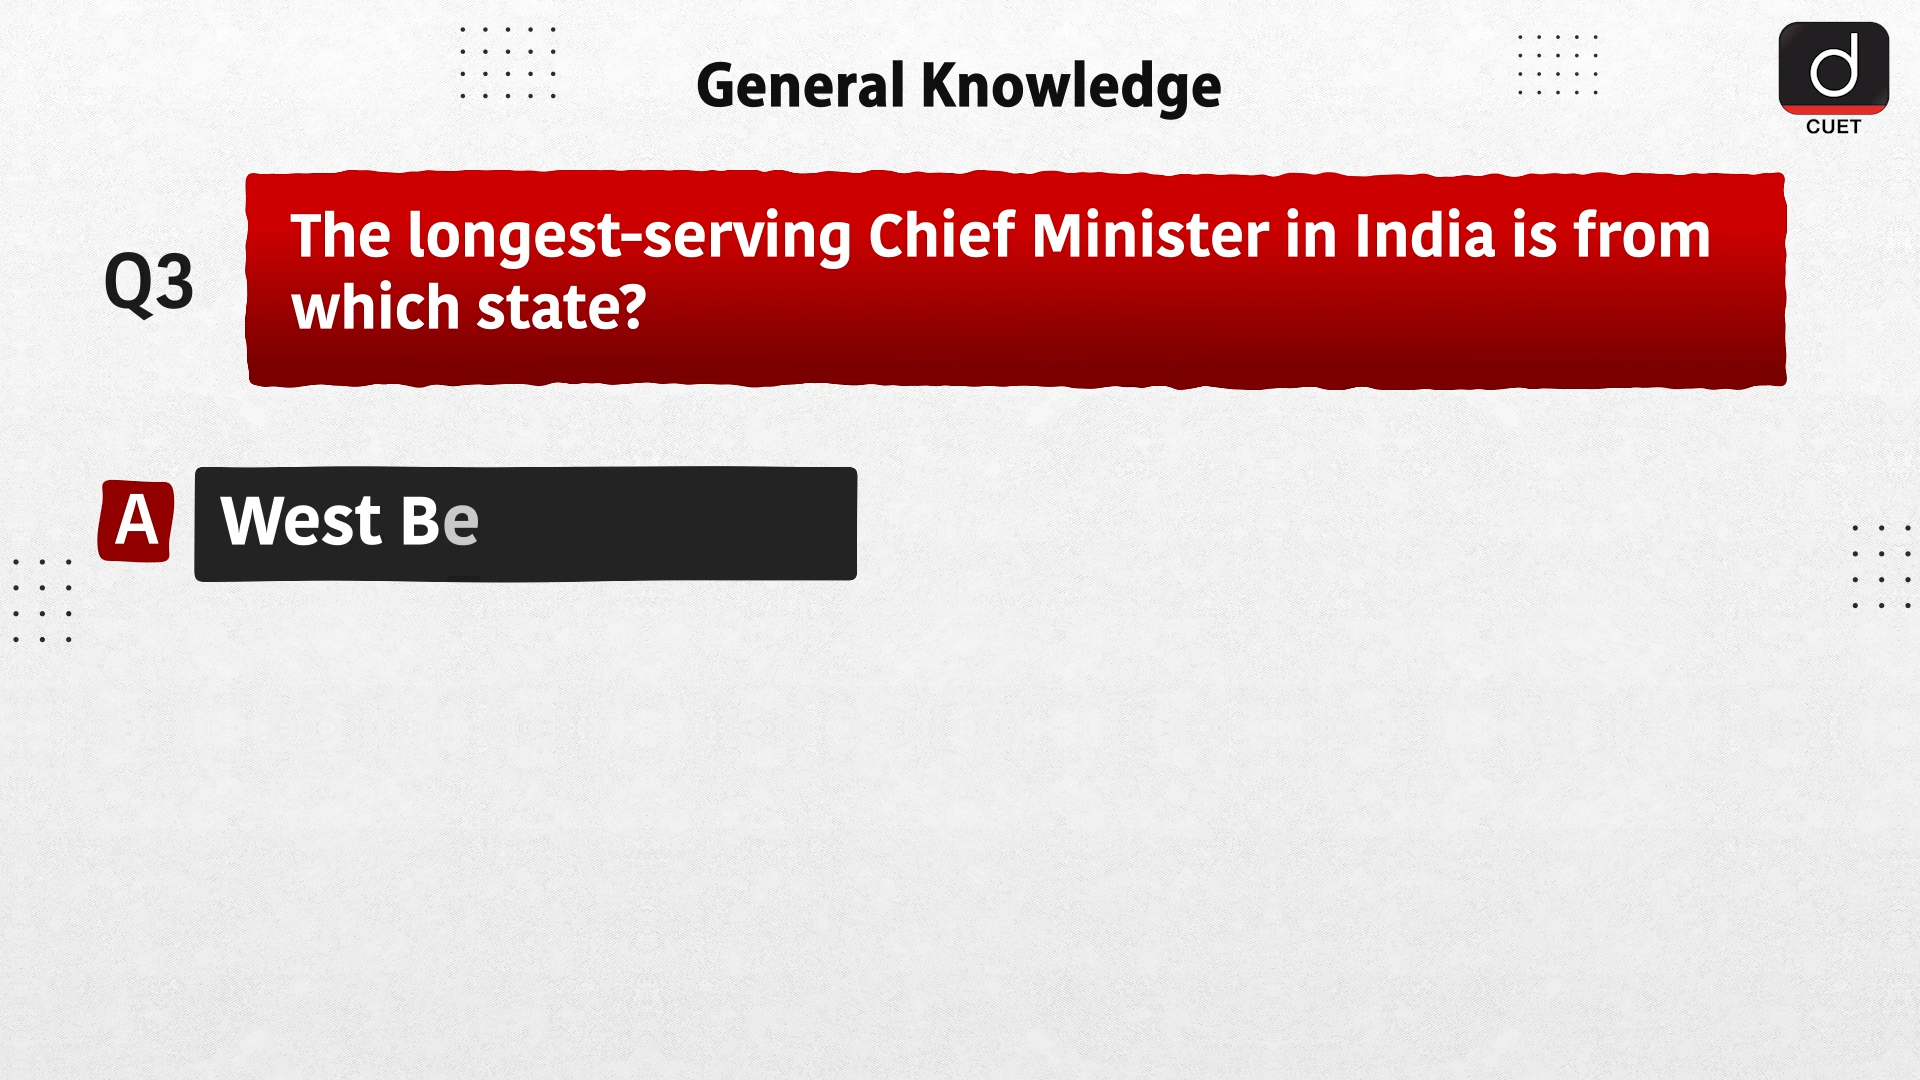 General Knowledge
d
CUET
Q3
The longest-serving Chief Minister in India is from
which state?
A
West Be